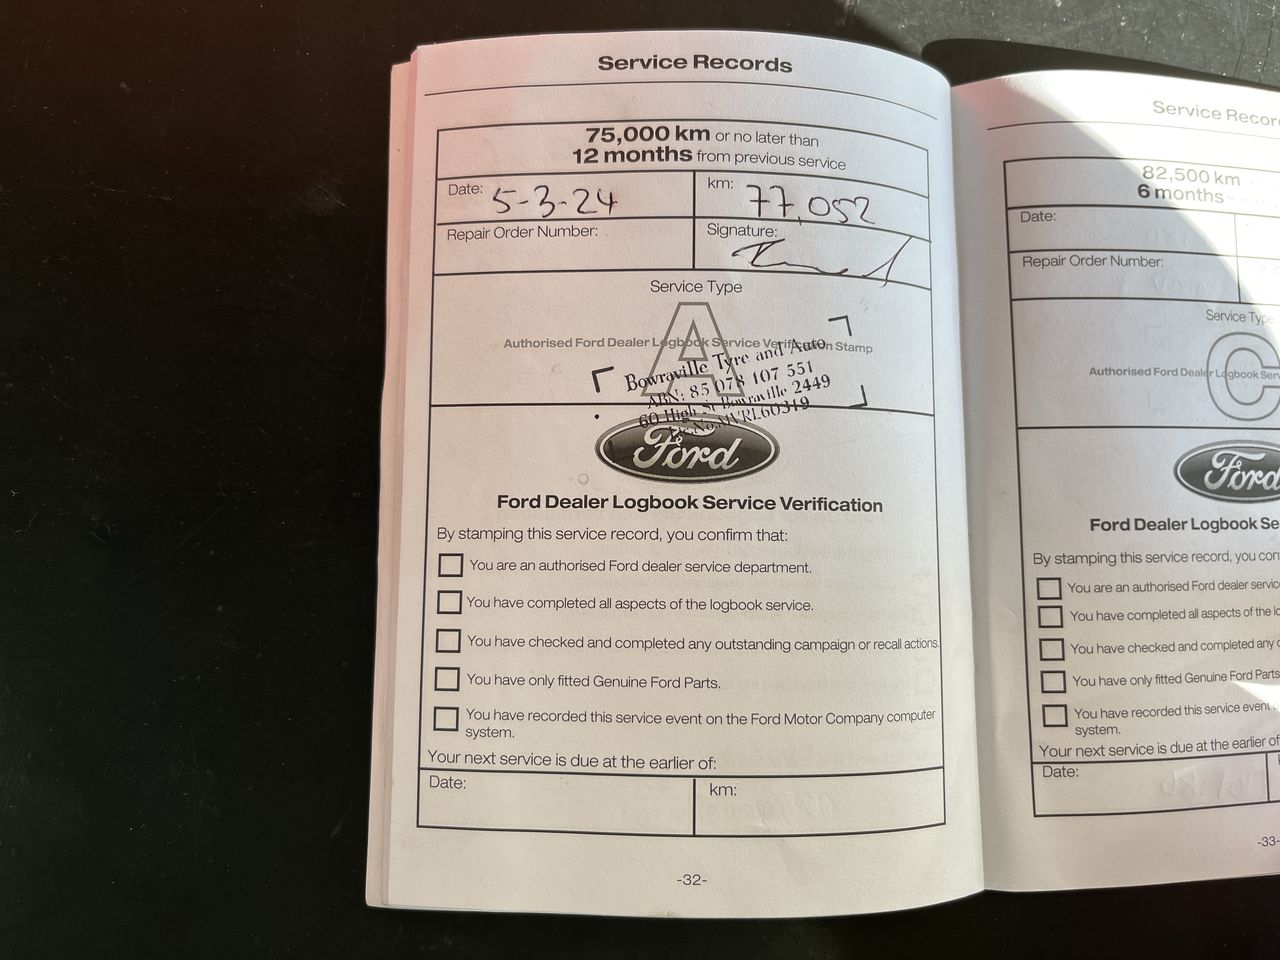 Service Records
75,000 km or no later than
12 months from previous service
Date: 5-3-24
km: 77,052
Repair Order Number:
Signature:
Service Type
A
Authorised Ford Dealer Logbook Service Verification Stamp
Bowraville Tyre and Auto
ABN: 85 078 107 551
60 High St Bowraville 2449
No.MVRL60319
Ford
Ford Dealer Logbook Service Verification
By stamping this service record, you confirm that:
You are an authorised Ford dealer service department.
You have completed all aspects of the logbook service.
You have checked and completed any outstanding campaign or recall actions.
You have only fitted Genuine Ford Parts.
You have recorded this service event on the Ford Motor Company computer
system.
Your next service is due at the earlier of:
Date:
km:
-32-
Service Recor
82,500 km
6 months
Date:
Repair Order Number:
Service Type
C
Authorised Ford Dealer Logbook Ser
Ford
Ford Dealer Logbook Se
By stamping this service record, you con
You are an authorised Ford dealer servic
You have completed all aspects of the lo
You have checked and completed any
You have only fitted Genuine Ford Parts
You have recorded this service event
system.
Your next service is due at the earlier of
Date:
-33-